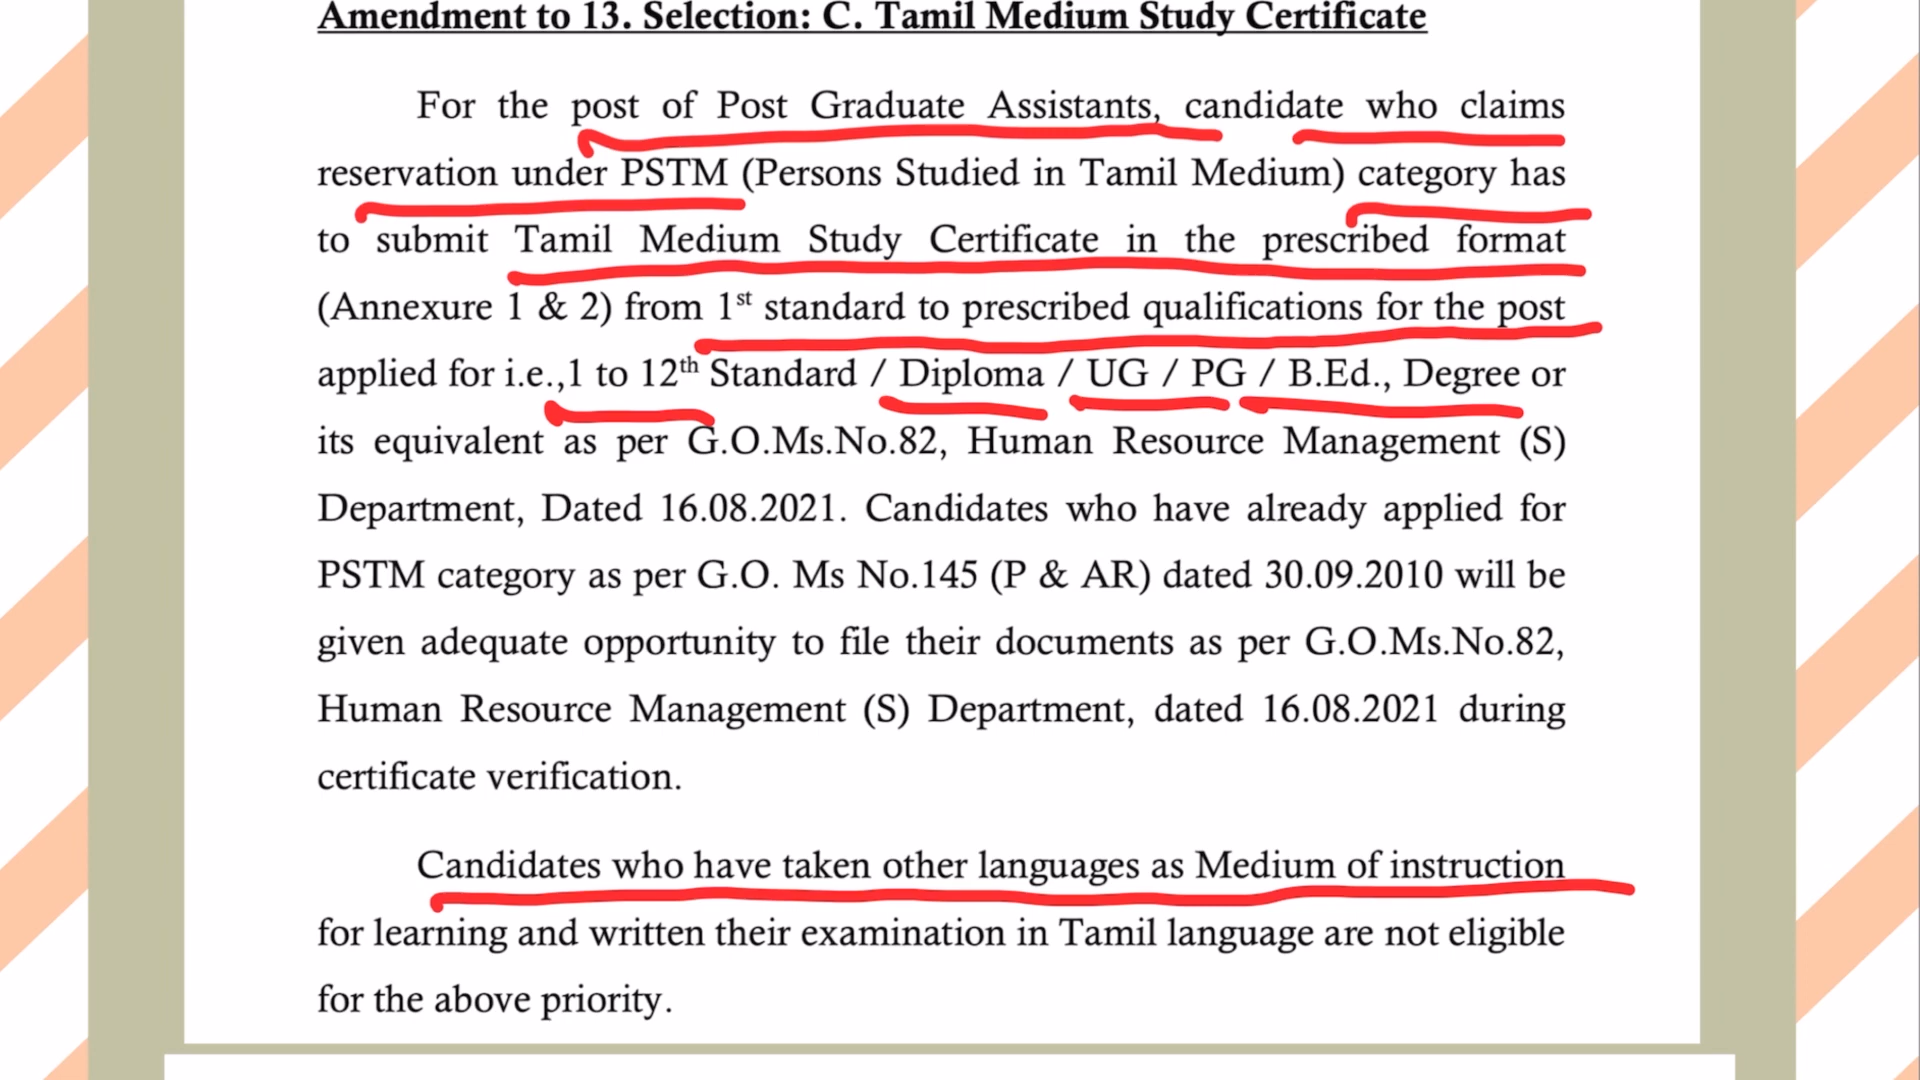 Amendment to 13. Selection: C. Tamil Medium Study Certificate
For the post of Post Graduate Assistants, candidate who claims
reservation under PSTM (Persons Studied in Tamil Medium) category has
to submit Tamil Medium Study Certificate in the prescribed format
(Annexure 1 & 2) from 1st standard to prescribed qualifications for the post
applied for i.e.,1 to 12th Standard / Diploma / UG / PG / B.Ed., Degree or
its equivalent as per G.O.Ms.No.82, Human Resource Management (S)
Department, Dated 16.08.2021. Candidates who have already applied for
PSTM category as per G.O. Ms No.145 (P & AR) dated 30.09.2010 will be
given adequate opportunity to file their documents as per G.O.Ms.No.82,
Human Resource Management (S) Department, dated 16.08.2021 during
certificate verification.
Candidates who have taken other languages as Medium of instruction
for learning and written their examination in Tamil language are not eligible
for the above priority.